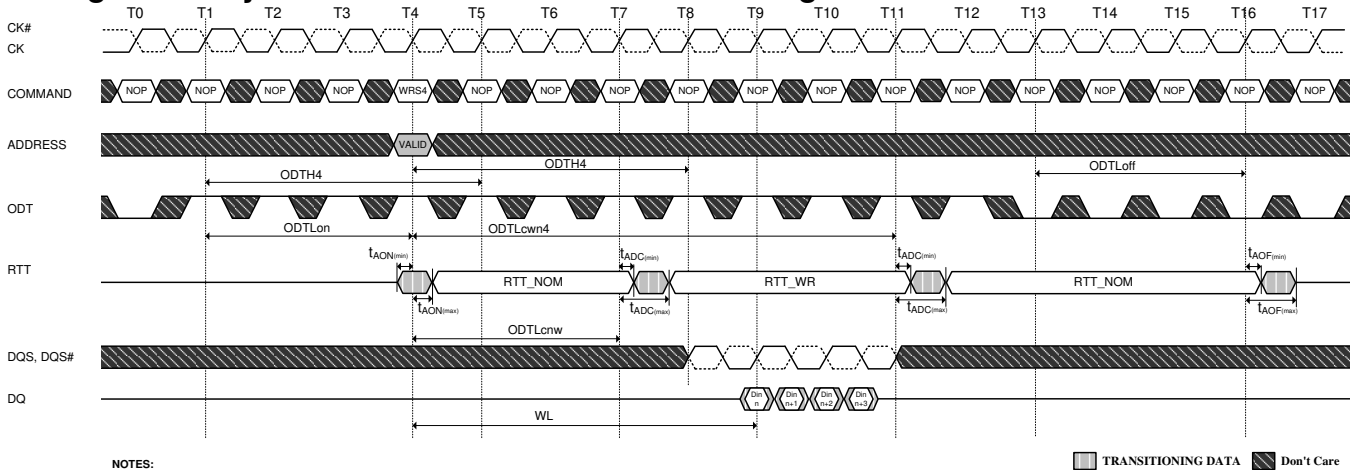 T0 T1 T2 T3 T4 T5 T6 T7 T8 T9 T10 T11 T12 T13 T14 T15 T16 T17
CK#
CK
COMMAND NOP NOP NOP NOP WRS4 NOP NOP NOP NOP NOP NOP NOP NOP NOP NOP NOP NOP NOP
ADDRESS VALID
ODTH4 ODTLoff
ODTH4
ODT
ODTLon ODTLcwn4
tAON(min) tADC(min) tADC(min) tAOF(min)
RTT RTT_NOM RTT_WR RTT_NOM
tAON(max) tADC(max) tADC(max) tAOF(max)
ODTLcnw
DQS, DQS#
DQ Din n Din n+1 Din n+2 Din n+3
WL
NOTES: TRANSITIONING DATA Don't Care